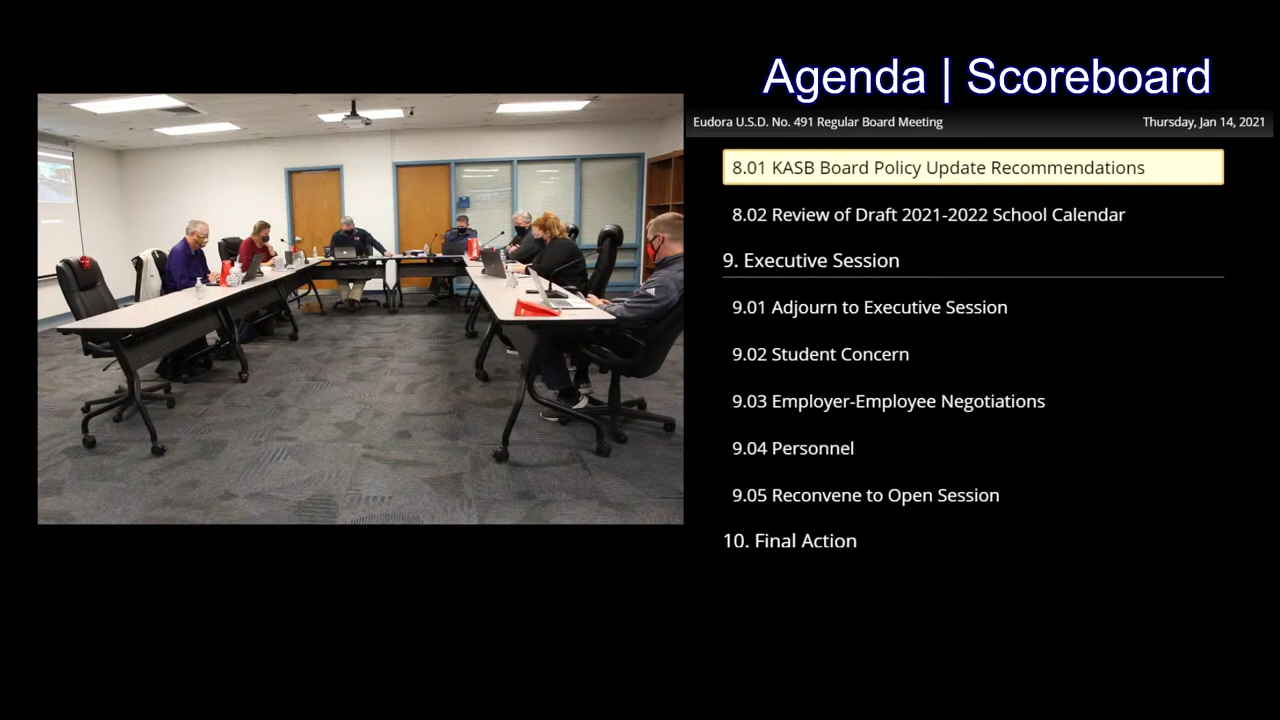 Agenda | Scoreboard
Eudora U.S.D. No. 491 Regular Board Meeting
Thursday, Jan 14, 2021
8.01 KASB Board Policy Update Recommendations
8.02 Review of Draft 2021-2022 School Calendar
9. Executive Session
9.01 Adjourn to Executive Session
9.02 Student Concern
9.03 Employer-Employee Negotiations
9.04 Personnel
9.05 Reconvene to Open Session
10. Final Action